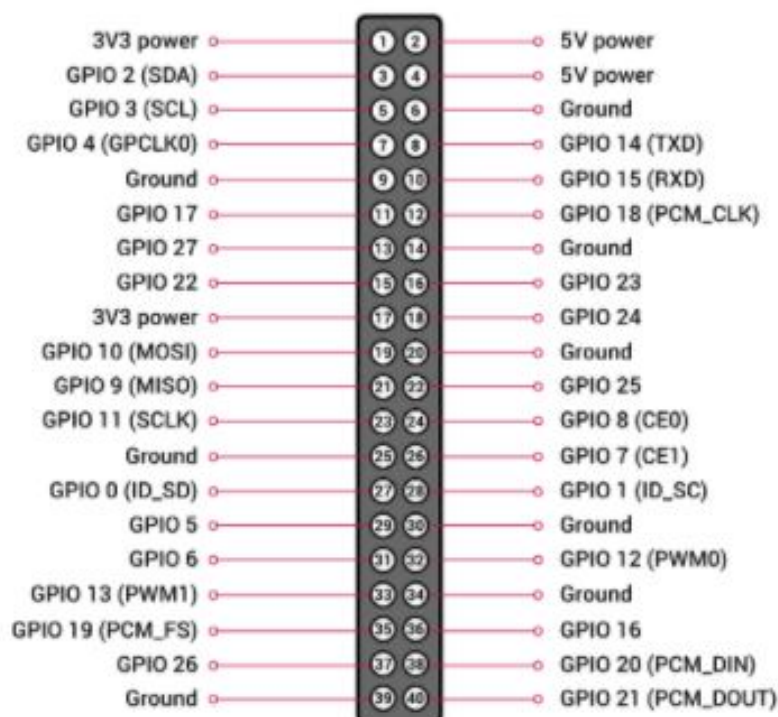 3V3 power 1 2 5V power
GPIO 2 (SDA) 3 4 5V power
GPIO 3 (SCL) 5 6 Ground
GPIO 4 (GPCLK0) 7 8 GPIO 14 (TXD)
Ground 9 10 GPIO 15 (RXD)
GPIO 17 11 12 GPIO 18 (PCM_CLK)
GPIO 27 13 14 Ground
GPIO 22 15 16 GPIO 23
3V3 power 17 18 GPIO 24
GPIO 10 (MOSI) 19 20 Ground
GPIO 9 (MISO) 21 22 GPIO 25
GPIO 11 (SCLK) 23 24 GPIO 8 (CE0)
Ground 25 26 GPIO 7 (CE1)
GPIO 0 (ID_SD) 27 28 GPIO 1 (ID_SC)
GPIO 5 29 30 Ground
GPIO 6 31 32 GPIO 12 (PWM0)
GPIO 13 (PWM1) 33 34 Ground
GPIO 19 (PCM_FS) 35 36 GPIO 16
GPIO 26 37 38 GPIO 20 (PCM_DIN)
Ground 39 40 GPIO 21 (PCM_DOUT)